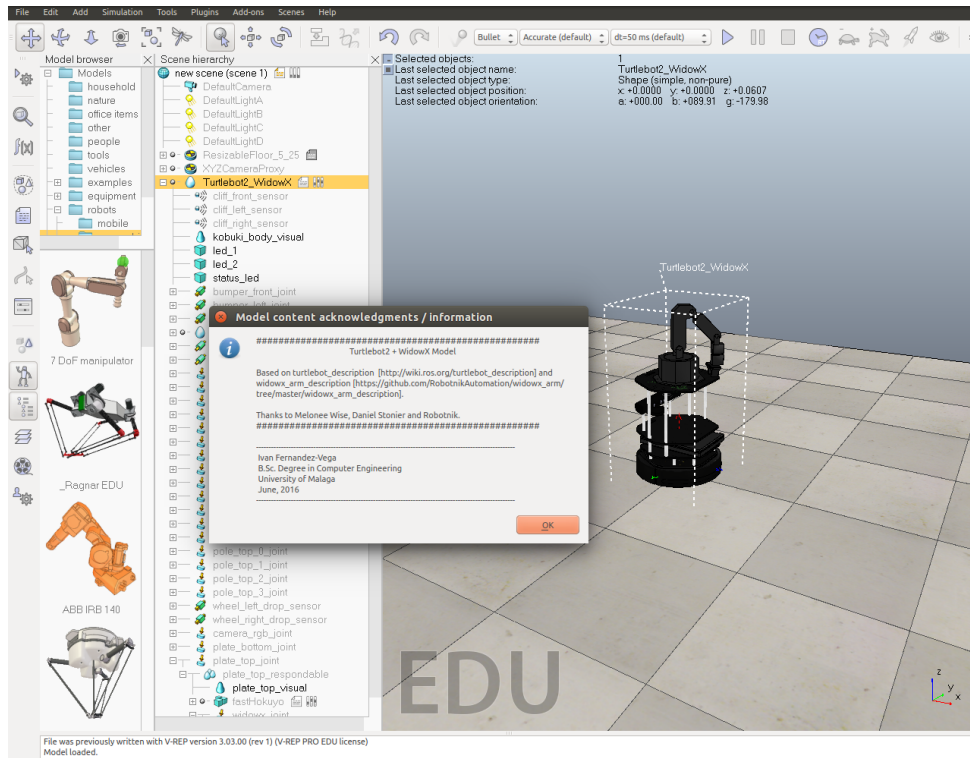 File Edit Add Simulation Tools Plugins Add-ons Scenes Help
Bullet Accurate (default) dt=50 ms (default)
Model browser
Models
household
nature
office items
other
people
tools
vehicles
examples
equipment
robots
mobile
7 DoF manipulator
_Ragnar EDU
ABB IRB 140
Scene hierarchy
new scene (scene 1)
DefaultCamera
DefaultLightA
DefaultLightB
DefaultLightC
DefaultLightD
ResizableFloor_5_25
XYZCameraProxy
Turtlebot2_WidowX
cliff_front_sensor
cliff_left_sensor
cliff_right_sensor
kobuki_body_visual
led_1
led_2
status_led
bumper_front_joint
bumper_left_joint
pole_top_0_joint
pole_top_1_joint
pole_top_2_joint
pole_top_3_joint
wheel_left_drop_sensor
wheel_right_drop_sensor
camera_rgb_joint
plate_bottom_joint
plate_top_joint
plate_top_respondable
plate_top_visual
fastHokuyo
widowx_joint
Selected objects: 1
Last selected object name: Turtlebot2_WidowX
Last selected object type: Shape (simple, non-pure)
Last selected object position: x: +0.0000 y: +0.0000 z: +0.0607
Last selected object orientation: a: +000.00 b: +089.91 g: -179.98
Turtlebot2_WidowX
Model content acknowledgments / information
###################################################
Turtlebot2 + WidowX Model
Based on turtlebot_description [http://wiki.ros.org/turtlebot_description] and
widowx_arm_description [https://github.com/RobotnikAutomation/widowx_arm/
tree/master/widowx_arm_description].
Thanks to Melonee Wise, Daniel Stonier and Robotnik.
###################################################
Ivan Fernandez-Vega
B.Sc. Degree in Computer Engineering
University of Malaga
June, 2016
OK
EDU
z
y
x
File was previously written with V-REP version 3.03.00 (rev 1) (V-REP PRO EDU license)
Model loaded.